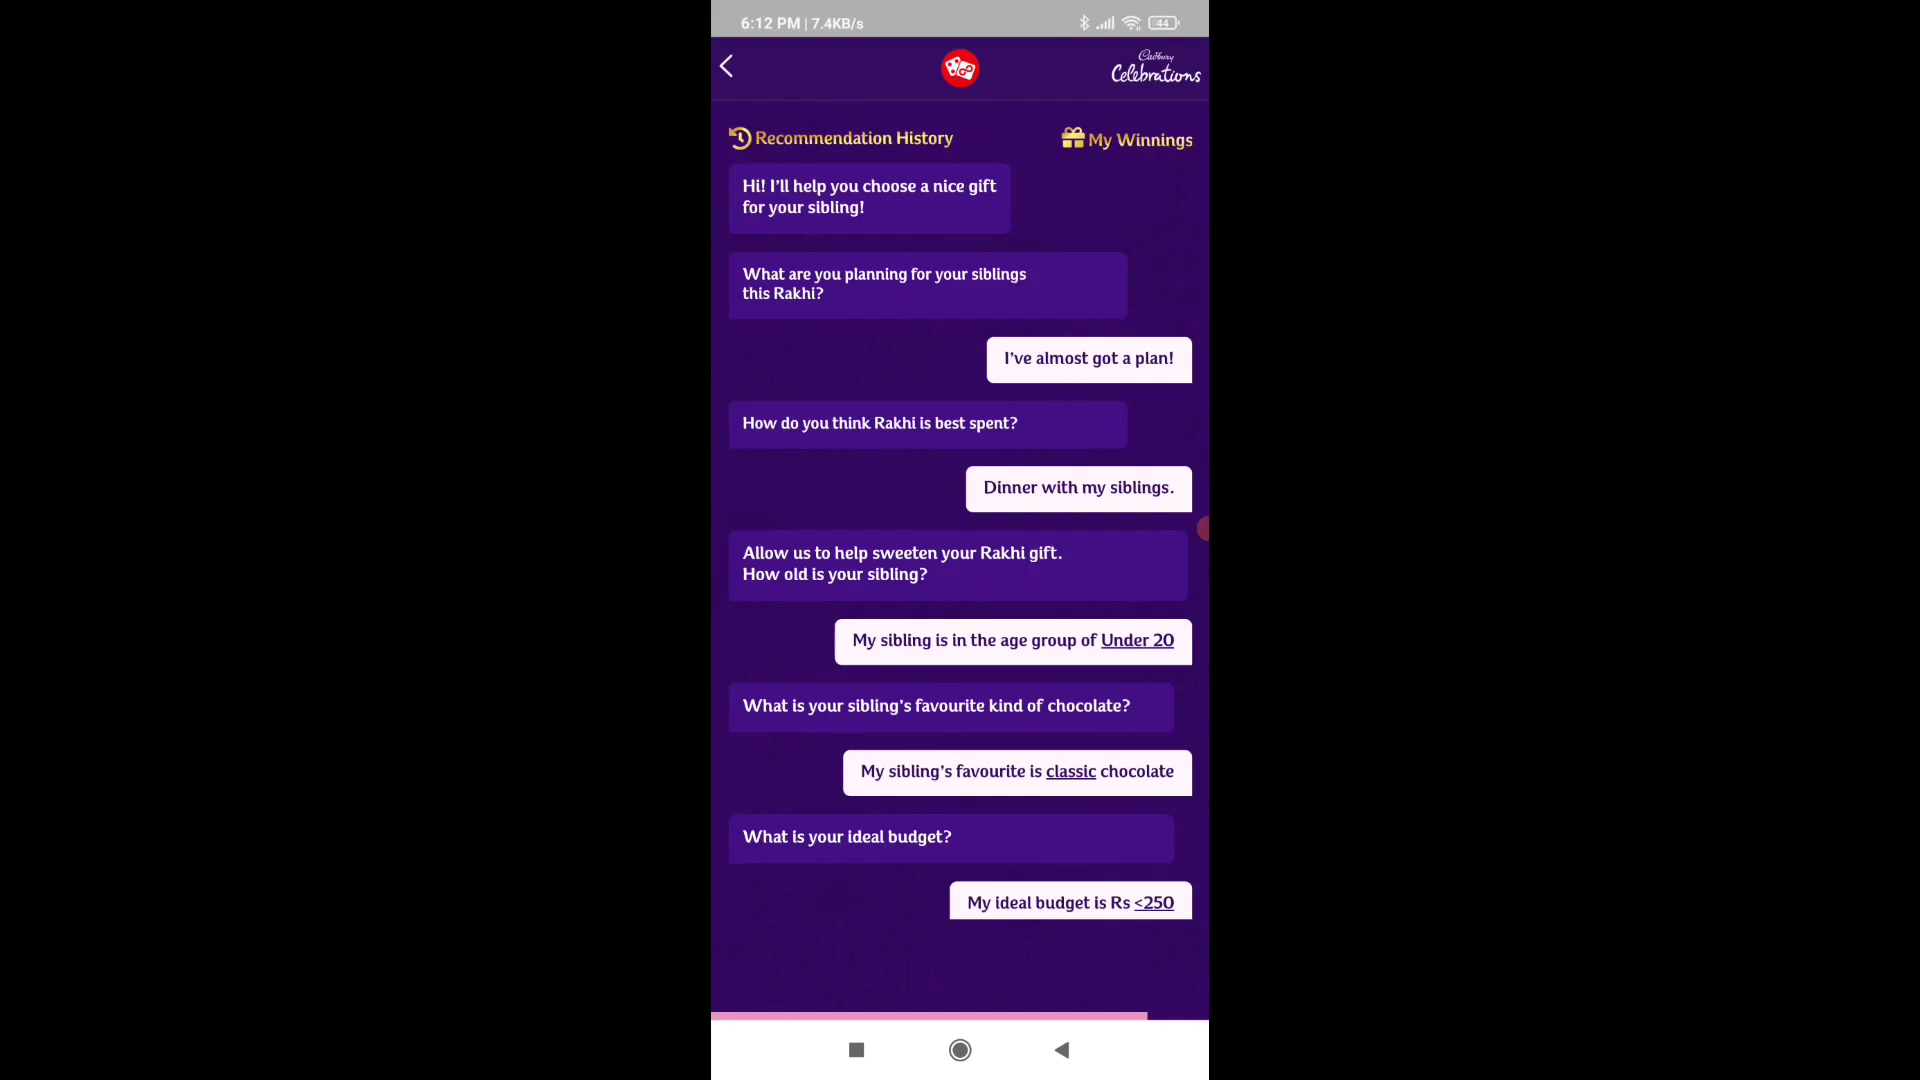 6:12 PM | 7.4KB/s
44
Cadbury
Celebrations
Recommendation History
My Winnings
Hi! I'll help you choose a nice gift
for your sibling!
What are you planning for your siblings
this Rakhi?
I've almost got a plan!
How do you think Rakhi is best spent?
Dinner with my siblings.
Allow us to help sweeten your Rakhi gift.
How old is your sibling?
My sibling is in the age group of Under 20
What is your sibling's favourite kind of chocolate?
My sibling's favourite is classic chocolate
What is your ideal budget?
My ideal budget is Rs <250